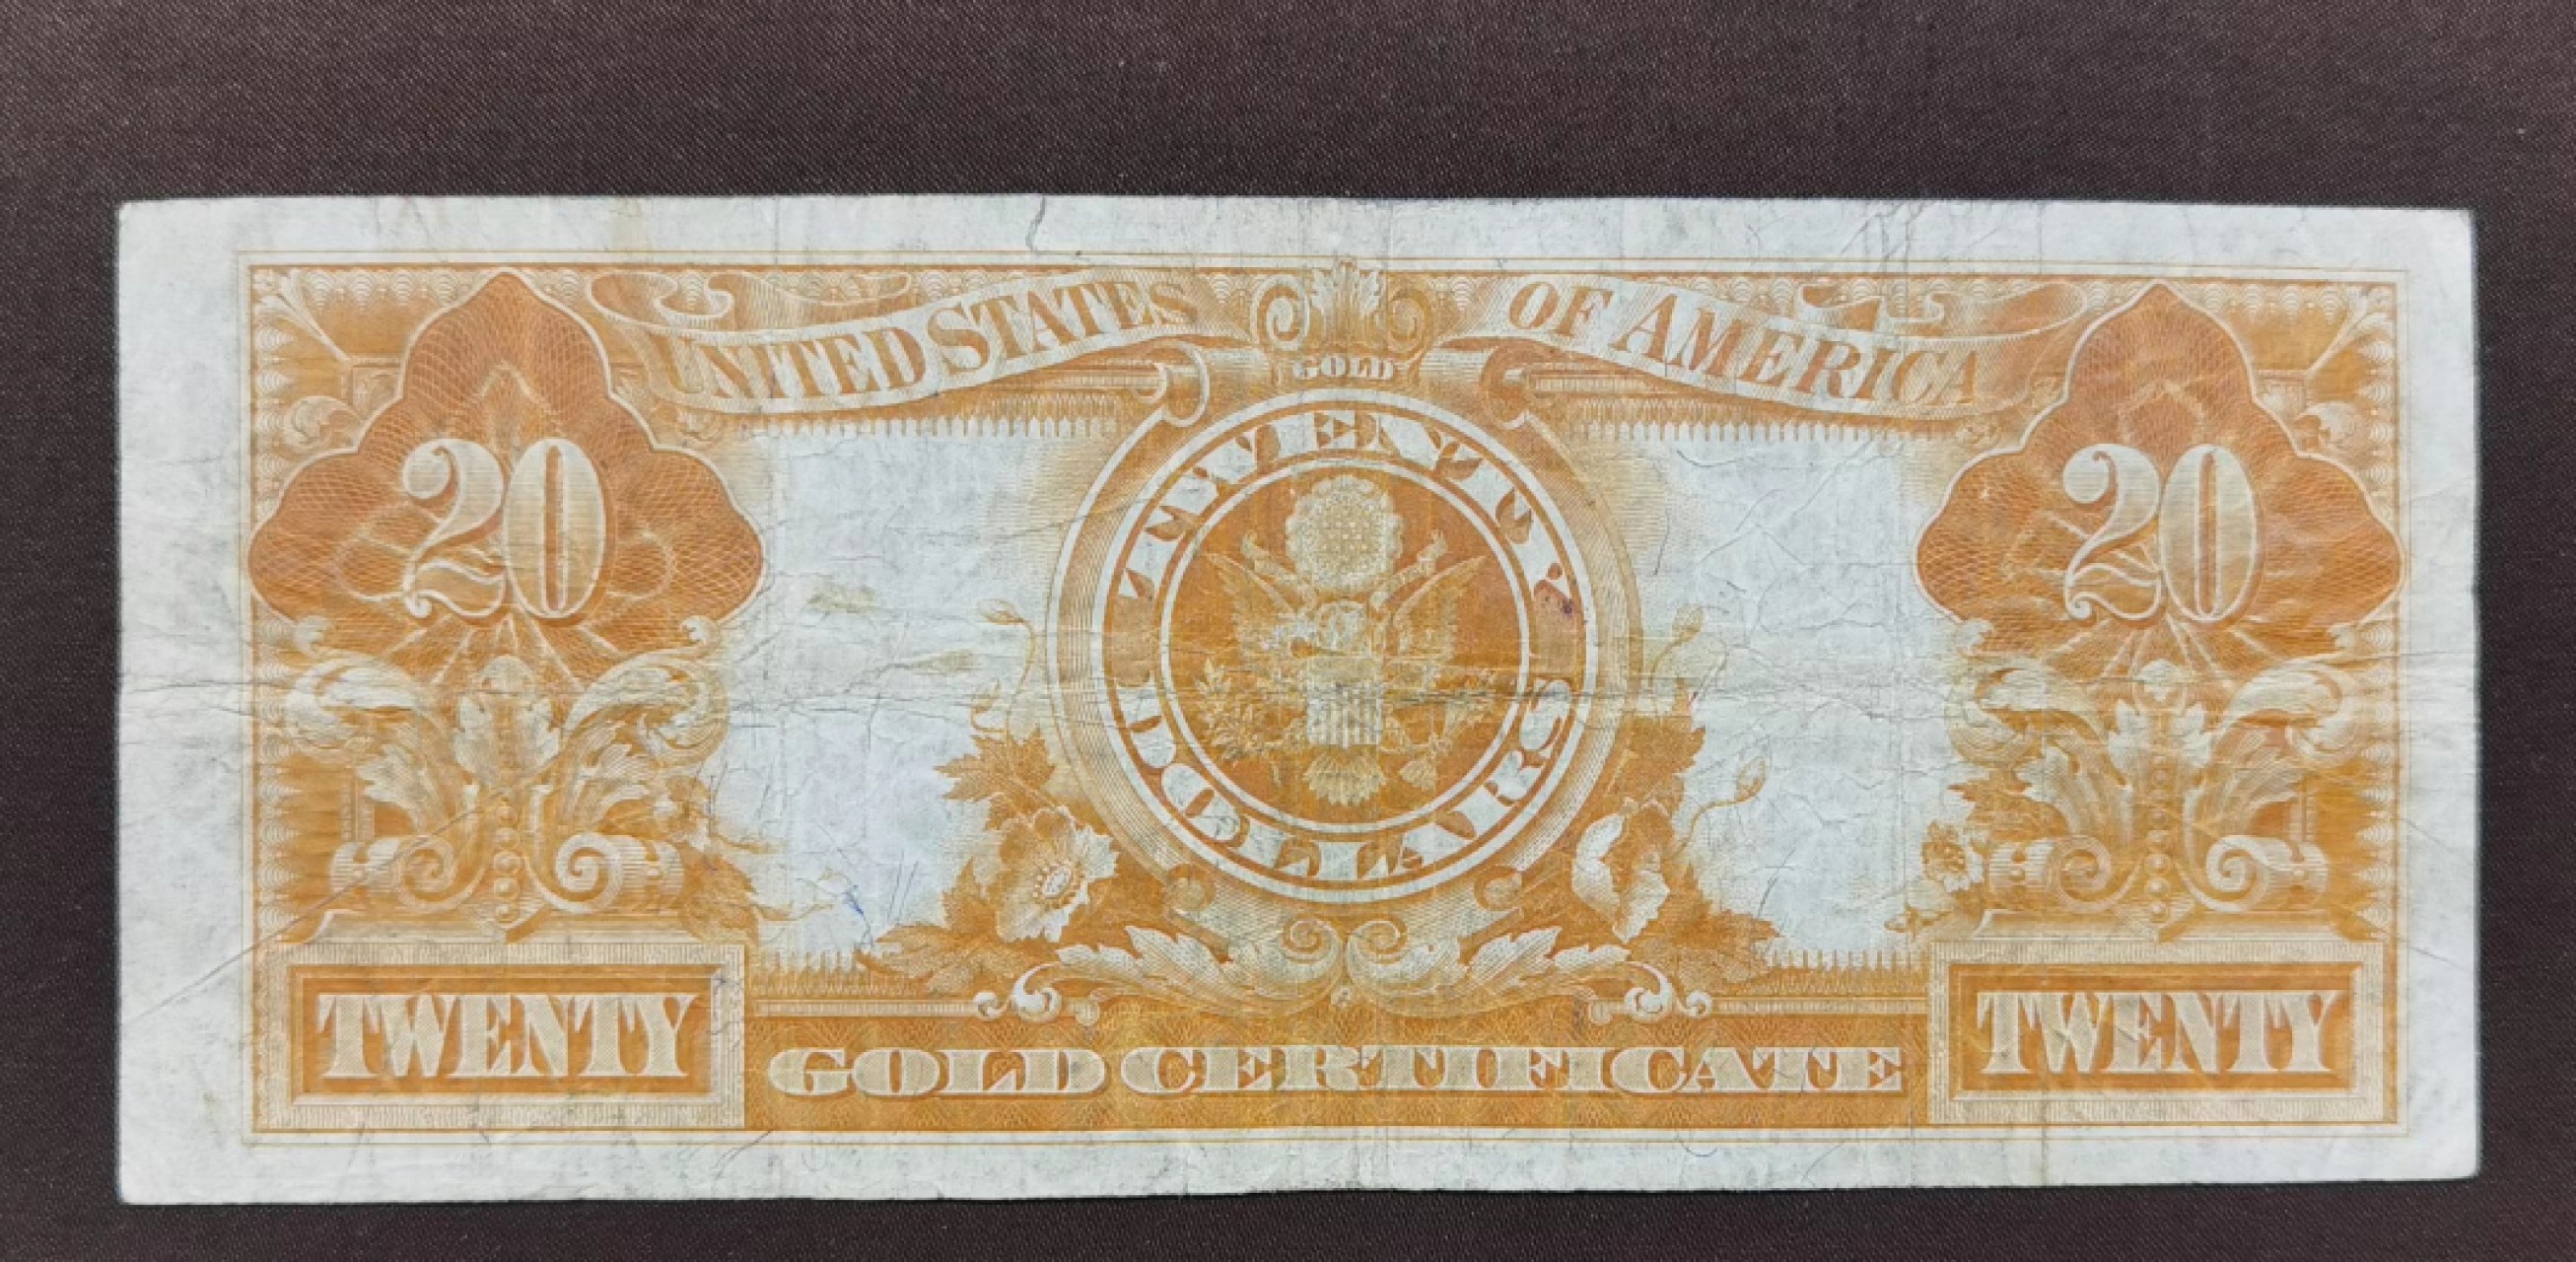 UNITED STATES OF AMERICA
GOLD
20
20
TWENTY
DOLLARS
TWENTY
GOLD CERTIFICATE
TWENTY